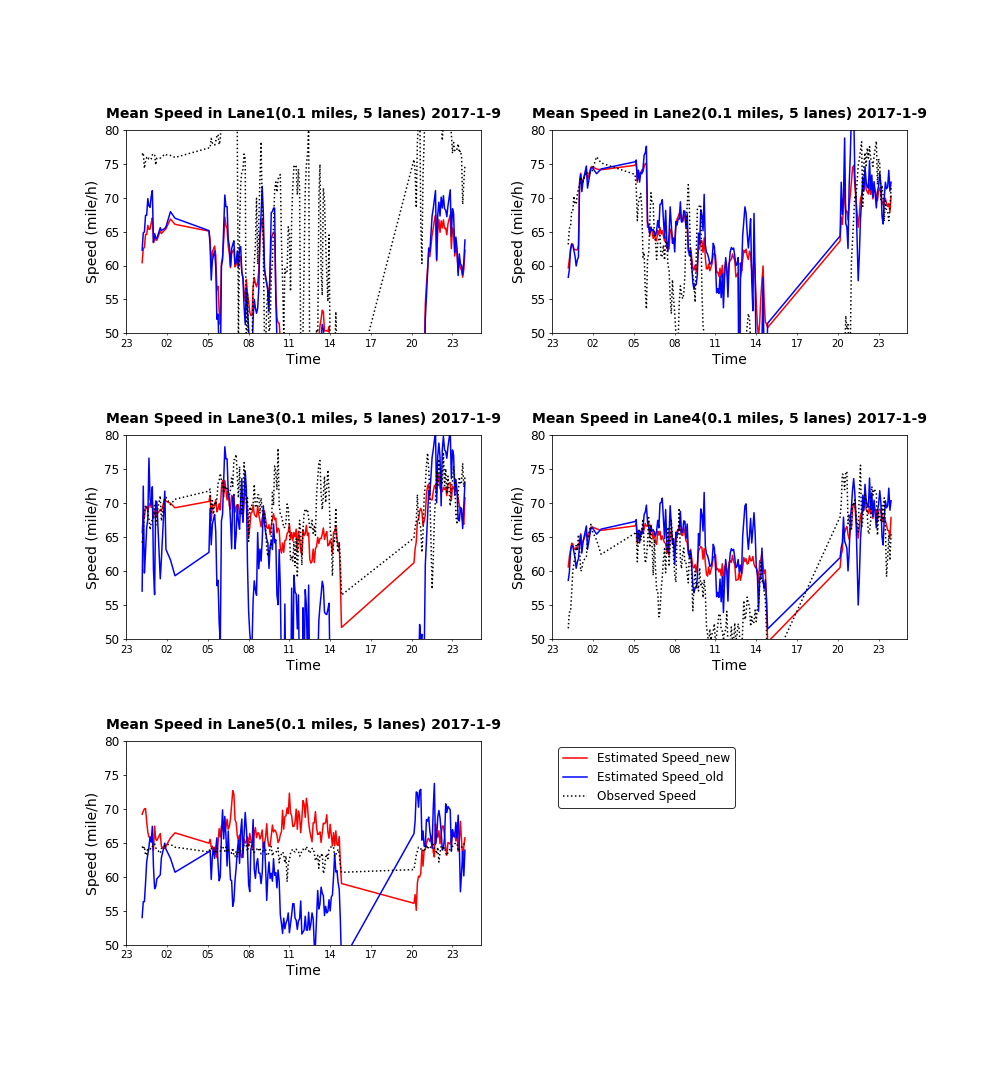 Mean Speed in Lane1(0.1 miles, 5 lanes) 2017-1-9
80
75
70
65
60
55
50
Speed (mile/h)
23 02 05 08 11 14 17 20 23
Time
Mean Speed in Lane2(0.1 miles, 5 lanes) 2017-1-9
80
75
70
65
60
55
50
Speed (mile/h)
23 02 05 08 11 14 17 20 23
Time
Mean Speed in Lane3(0.1 miles, 5 lanes) 2017-1-9
80
75
70
65
60
55
50
Speed (mile/h)
23 02 05 08 11 14 17 20 23
Time
Mean Speed in Lane4(0.1 miles, 5 lanes) 2017-1-9
80
75
70
65
60
55
50
Speed (mile/h)
23 02 05 08 11 14 17 20 23
Time
Mean Speed in Lane5(0.1 miles, 5 lanes) 2017-1-9
80
75
70
65
60
55
50
Speed (mile/h)
23 02 05 08 11 14 17 20 23
Time
Estimated Speed_new
Estimated Speed_old
Observed Speed